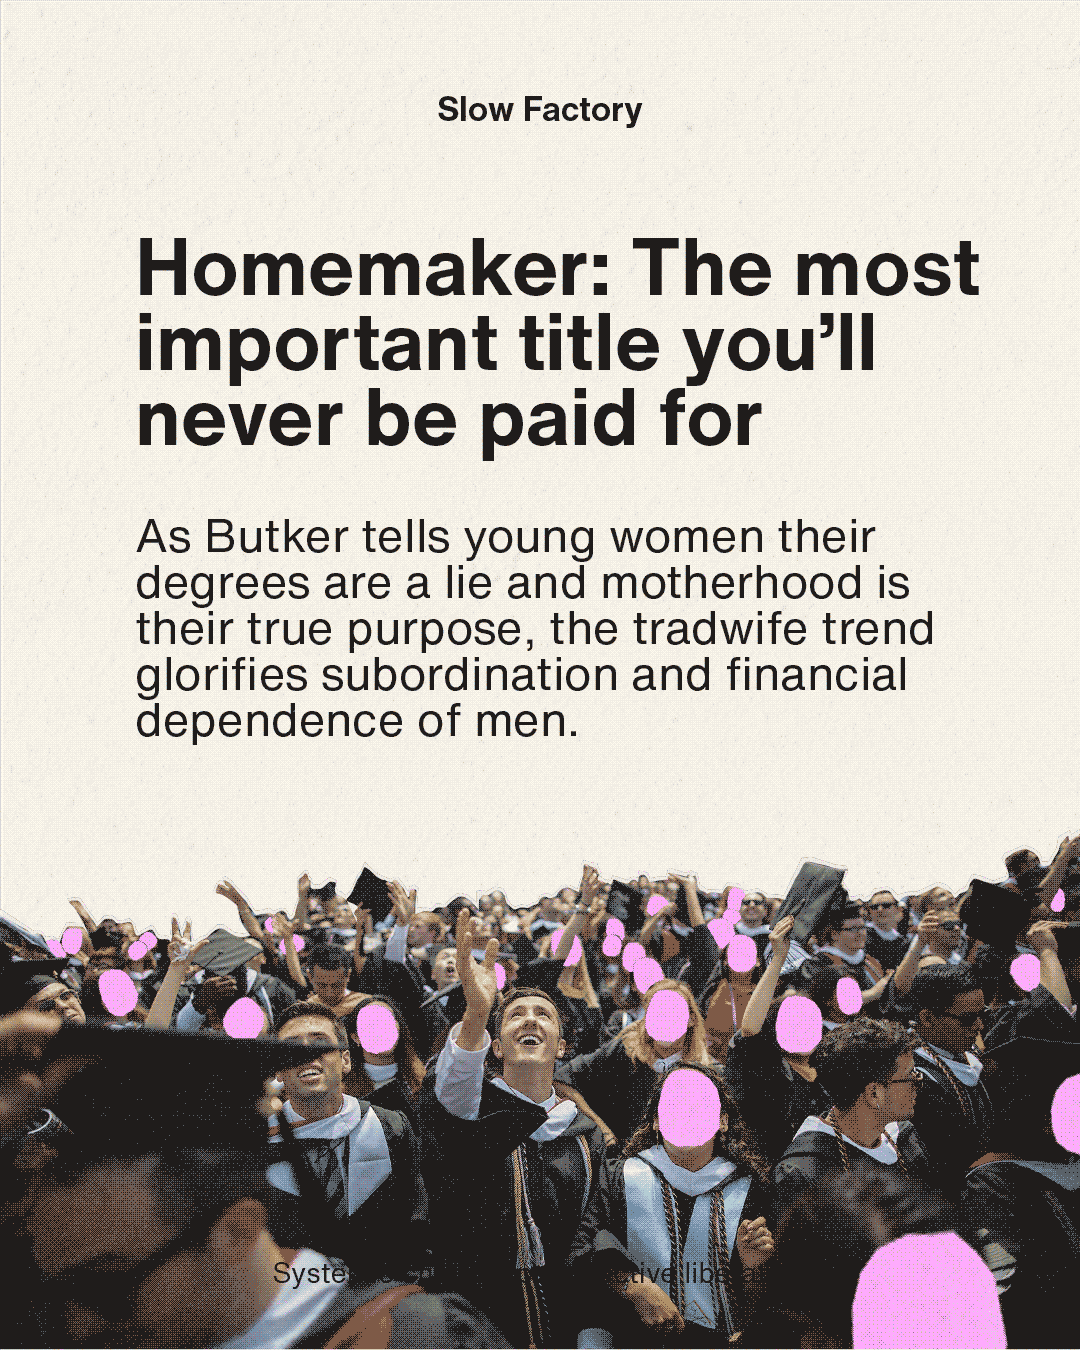 Slow Factory
Homemaker: The most
important title you’ll
never be paid for
As Butker tells young women their
degrees are a lie and motherhood is
their true purpose, the tradwife trend
glorifies subordination and financial
dependence of men.